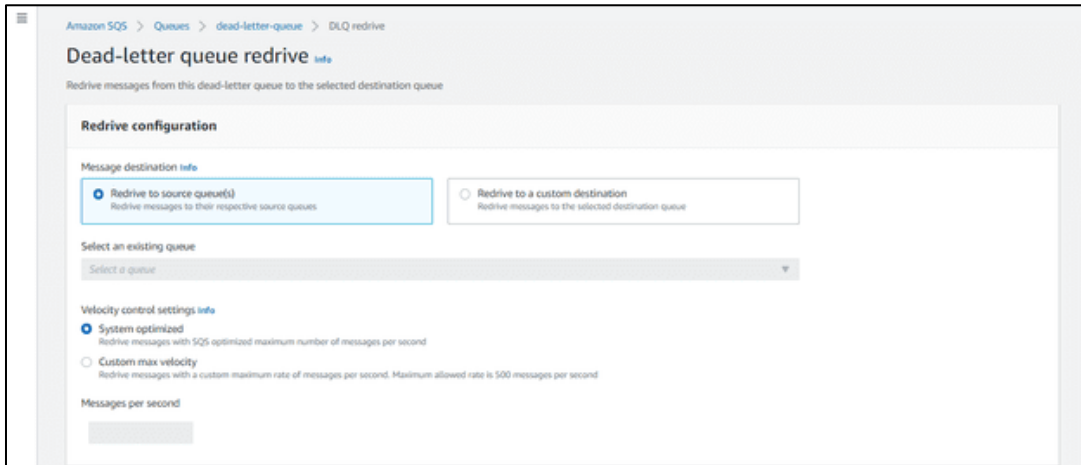 Amazon SQS > Queues > dead-letter-queue > DLQ redrive
Dead-letter queue redrive Info
Redrive messages from this dead-letter queue to the selected destination queue
Redrive configuration
Message destination Info
Redrive to source queue(s)
Redrive messages to their respective source queues
Redrive to a custom destination
Redrive messages to the selected destination queue
Select an existing queue
Select a queue
Velocity control settings Info
System optimized
Redrive messages with SQS optimized maximum number of messages per second
Custom max velocity
Redrive messages with a custom maximum rate of messages per second. Maximum allowed rate is 500 messages per second
Messages per second